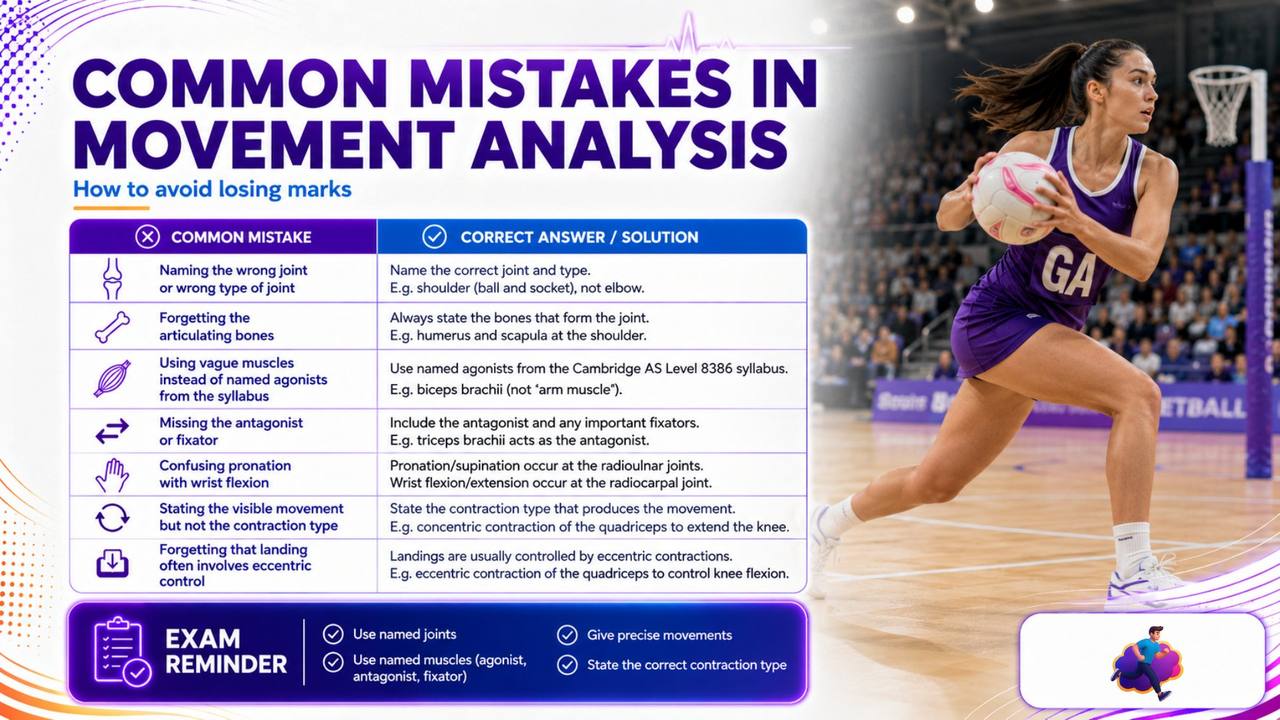 COMMON MISTAKES IN
MOVEMENT ANALYSIS
How to avoid losing marks
COMMON MISTAKE
CORRECT ANSWER / SOLUTION
Naming the wrong joint
or wrong type of joint
Name the correct joint and type.
E.g. shoulder (ball and socket), not elbow.
Forgetting the
articulating bones
Always state the bones that form the joint.
E.g. humerus and scapula at the shoulder.
Using vague muscles
instead of named agonists
from the syllabus
Use named agonists from the Cambridge AS Level 8386 syllabus.
E.g. biceps brachii (not "arm muscle").
Missing the antagonist
or fixator
Include the antagonist and any important fixators.
E.g. triceps brachii acts as the antagonist.
Confusing pronation
with wrist flexion
Pronation/supination occur at the radioulnar joints.
Wrist flexion/extension occur at the radiocarpal joint.
Stating the visible movement
but not the contraction type
State the contraction type that produces the movement.
E.g. concentric contraction of the quadriceps to extend the knee.
Forgetting that landing
often involves eccentric
control
Landings are usually controlled by eccentric contractions.
E.g. eccentric contraction of the quadriceps to control knee flexion.
EXAM
REMINDER
Use named joints
Use named muscles (agonist,
antagonist, fixator)
Give precise movements
State the correct contraction type
GA
ETBALL